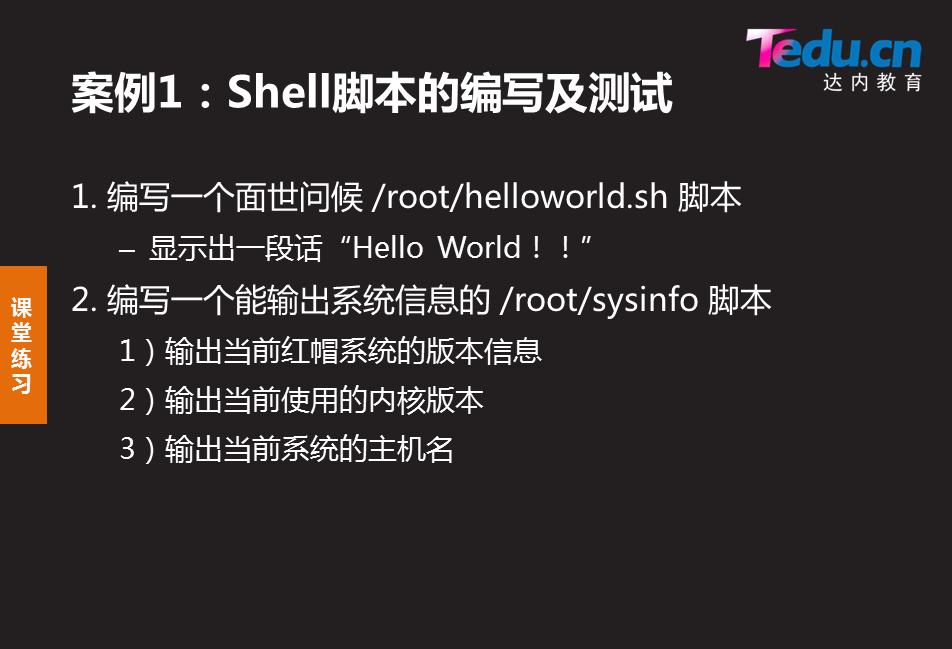 Tedu.cn
达内教育
案例1：Shell脚本的编写及测试
1. 编写一个面世问候 /root/helloworld.sh 脚本
– 显示出一段话“Hello World！！”
2. 编写一个能输出系统信息的 /root/sysinfo 脚本
1）输出当前红帽系统的版本信息
2）输出当前使用的内核版本
3）输出当前系统的主机名
课堂练习